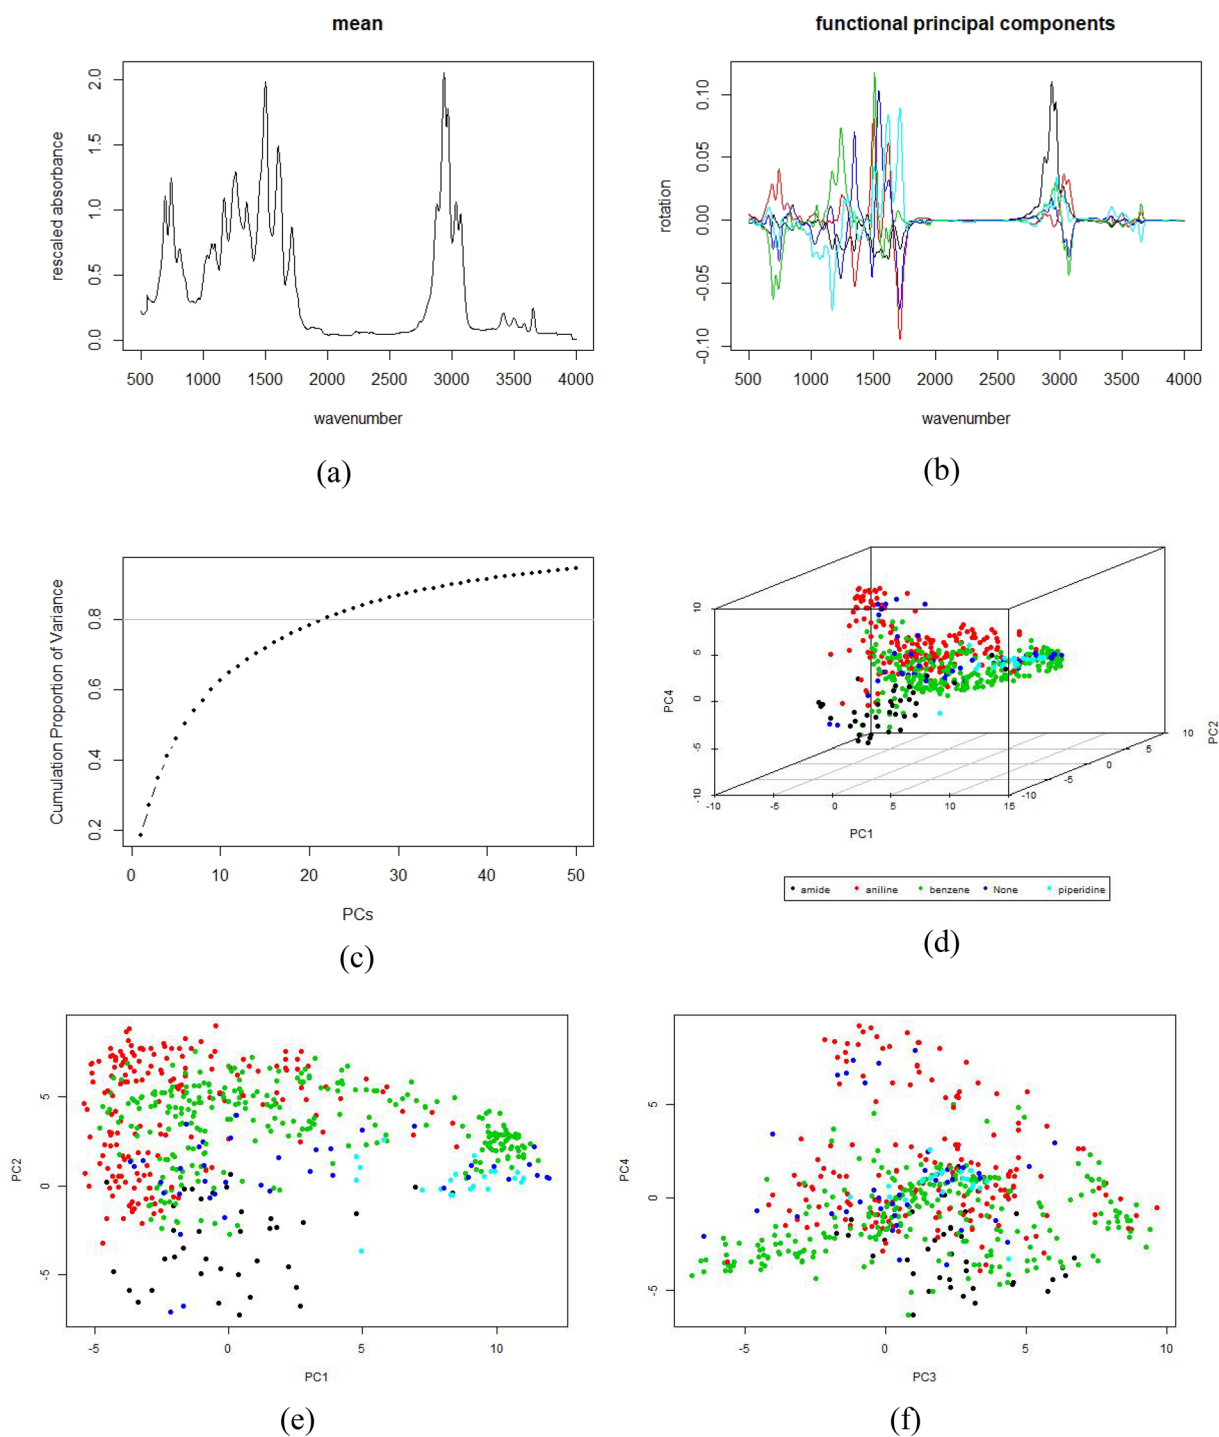 mean
rescaled absorbance
2.0
1.5
1.0
0.5
0.0
500 1000 1500 2000 2500 3000 3500 4000
wavenumber
(a)
functional principal components
rotation
0.10
0.05
0.00
-0.05
-0.10
500 1000 1500 2000 2500 3000 3500 4000
wavenumber
(b)
Cumulation Proportion of Variance
0.8
0.6
0.4
0.2
0 10 20 30 40 50
PCs
(c)
PC4
10
5
0
-5
-10
-10 -5 0 5 10 15
PC1
-10 -5 0 5 10
PC2
amide aniline benzene None piperidine
(d)
PC2
5
0
-5
-5 0 5 10
PC1
(e)
PC4
5
0
-5
-5 0 5 10
PC3
(f)